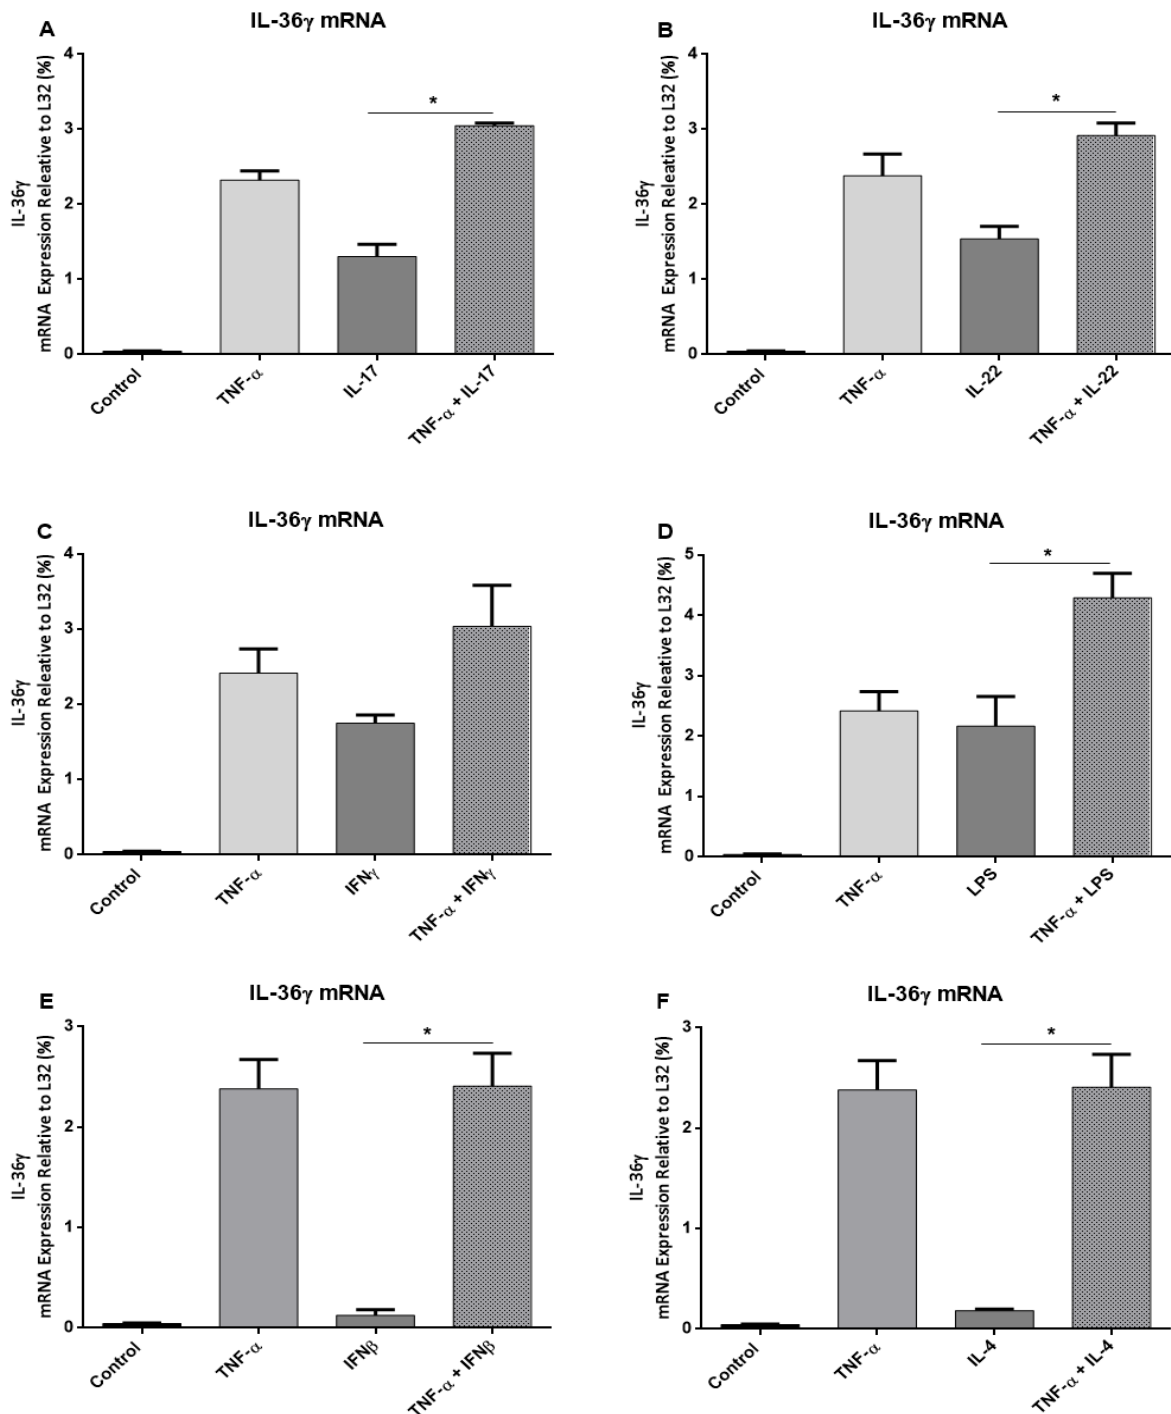 A
IL-36γ mRNA
IL-36γ
mRNA Expression Releative to L32 (%)
4
3
2
1
0
*
Control
TNF-α
IL-17
TNF-α + IL-17
B
IL-36γ mRNA
IL-36γ
mRNA Expression Releative to L32 (%)
4
3
2
1
0
*
Control
TNF-α
IL-22
TNF-α + IL-22
C
IL-36γ mRNA
IL-36γ
mRNA Expression Releative to L32 (%)
4
3
2
1
0
Control
TNF-α
IFNγ
TNF-α + IFNγ
D
IL-36γ mRNA
IL-36γ
mRNA Expression Releative to L32 (%)
5
4
3
2
1
0
*
Control
TNF-α
LPS
TNF-α + LPS
E
IL-36γ mRNA
IL-36γ
mRNA Expression Relative to L32 (%)
3
2
1
0
*
Control
TNF-α
IFNβ
TNF-α + IFNβ
F
IL-36γ mRNA
IL-36γ
mRNA Expression Relative to L32 (%)
3
2
1
0
*
Control
TNF-α
IL-4
TNF-α + IL-4